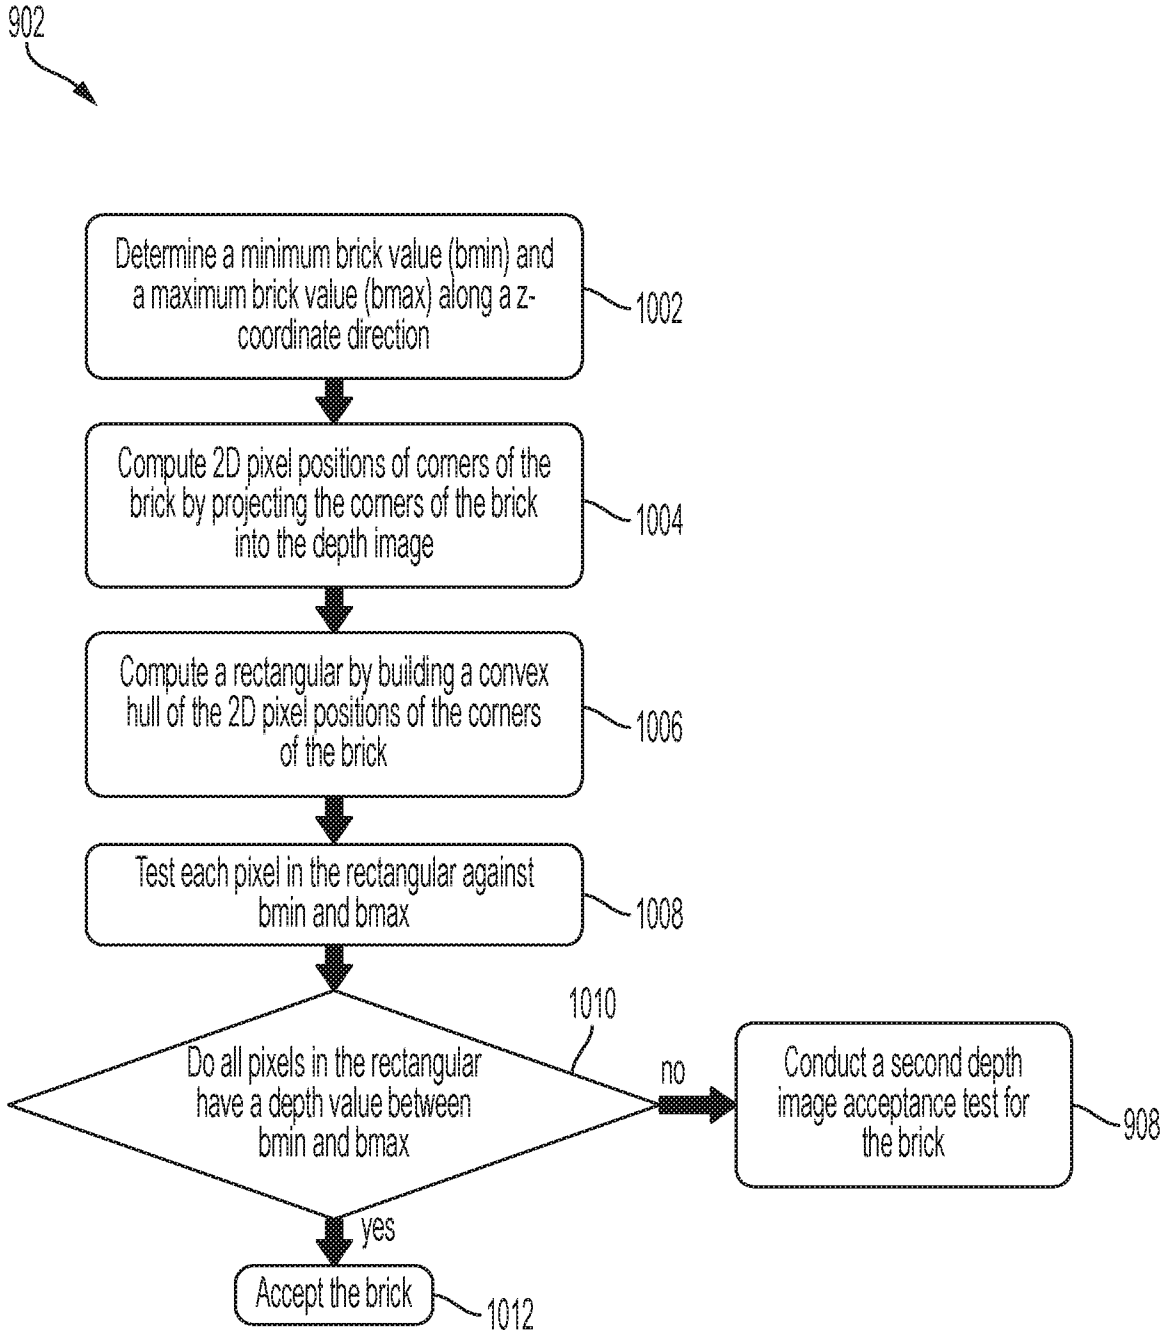 902
Determine a minimum brick value (bmin) and
a maximum brick value (bmax) along a z-
coordinate direction
1002
Compute 2D pixel positions of corners of the
brick by projecting the corners of the brick
into the depth image
1004
Compute a rectangular by building a convex
hull of the 2D pixel positions of the corners
of the brick
1006
Test each pixel in the rectangular against
bmin and bmax
1008
1010
Do all pixels in the rectangular
have a depth value between
bmin and bmax
no
Conduct a second depth
image acceptance test for
the brick
908
yes
Accept the brick
1012